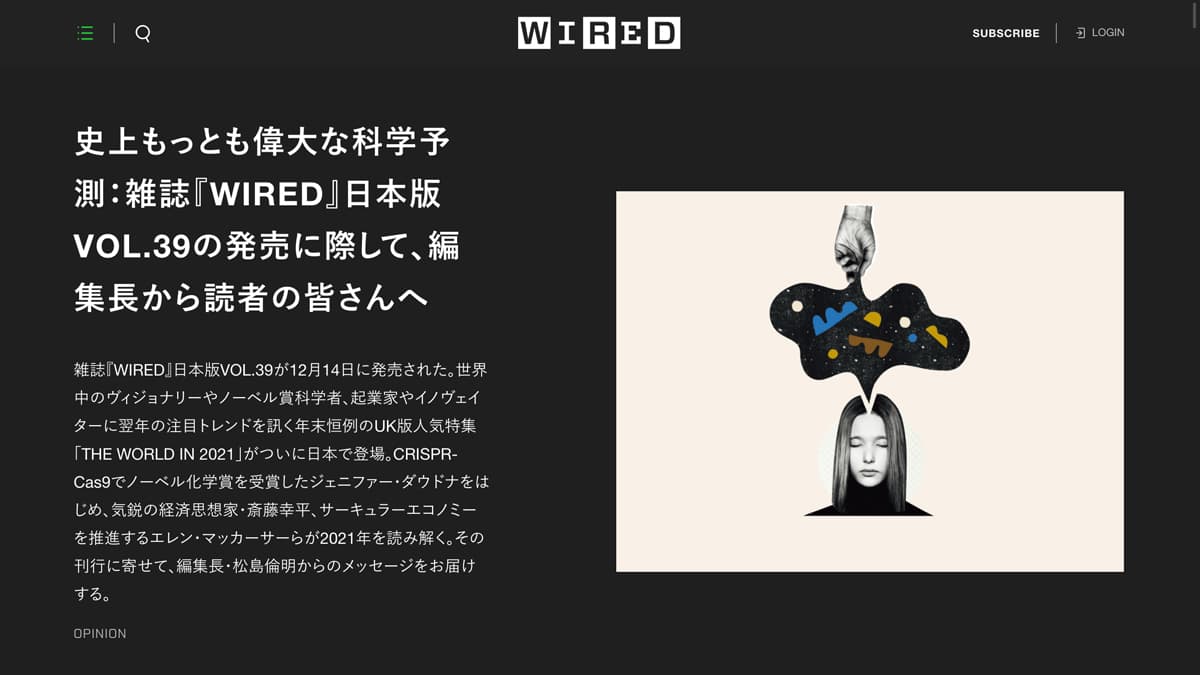 WIRED
SUBSCRIBE
LOGIN
史上もっとも偉大な科学予
測：雑誌『WIRED』日本版
VOL.39の発売に際して、編
集長から読者の皆さんへ
雑誌『WIRED』日本版VOL.39が12月14日に発売された。世界
中のヴィジョナリーやノーベル賞科学者、起業家やイノヴェイ
ターに翌年の注目トレンドを訊く年末恒例のUK版人気特集
「THE WORLD IN 2021」がついに日本で登場。CRISPR-
Cas9でノーベル化学賞を受賞したジェニファー・ダウドナをは
じめ、気鋭の経済思想家・斎藤幸平、サーキュラーエコノミー
を推進するエレン・マッカーサーらが2021年を読み解く。その
刊行に寄せて、編集長・松島倫明からのメッセージをお届け
する。
OPINION